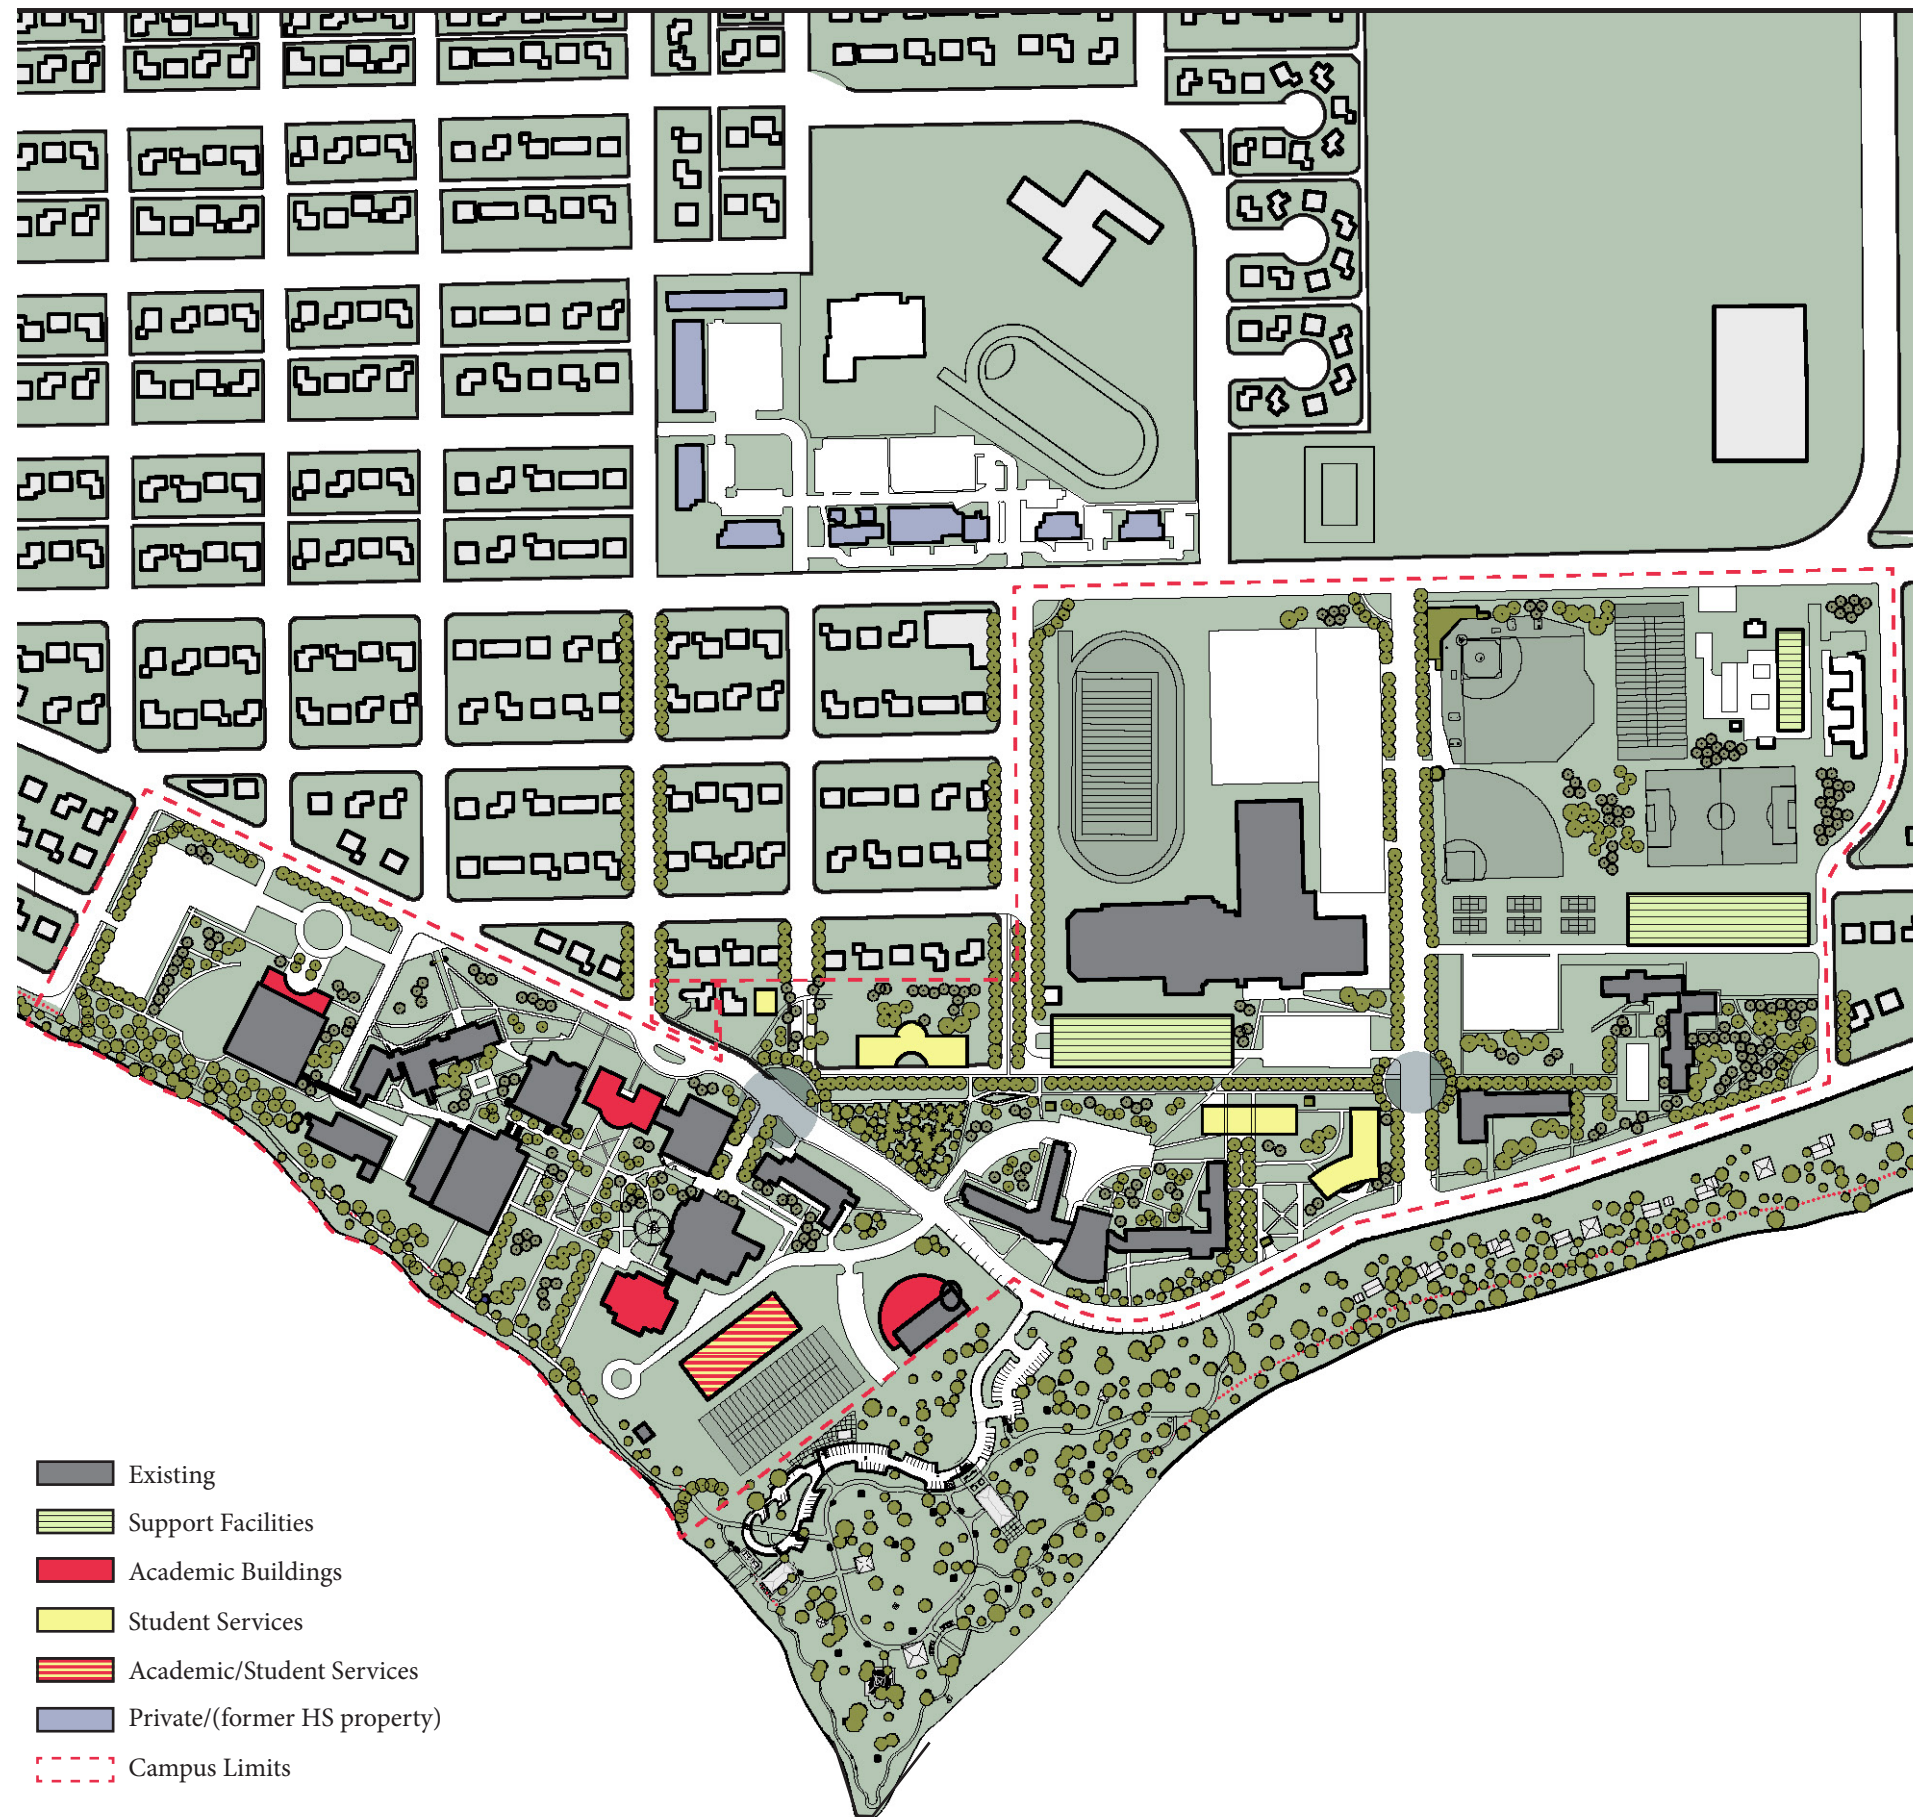 Existing
Support Facilities
Academic Buildings
Student Services
Academic/Student Services
Private/(former HS property)
Campus Limits